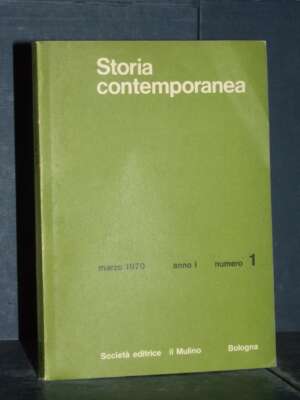 Storia
contemporanea
marzo 1970 anno I numero 1
Società editrice il Mulino Bologna